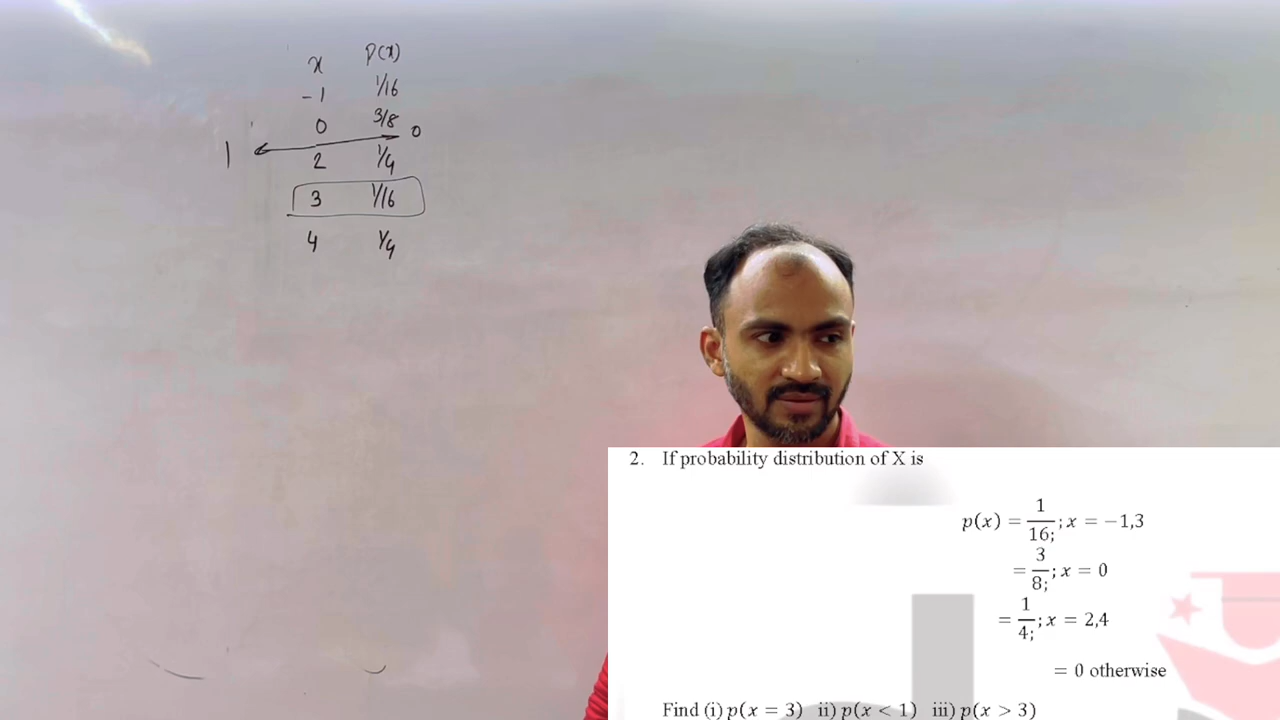 x P(x)
-1 1/16
0 3/8
1 0
2 1/4
3 1/16
4 1/4
2. If probability distribution of X is
p(x) = 1/16; ; x = −1,3
= 3/8; ; x = 0
= 1/4; ; x = 2,4
= 0 otherwise
Find (i) p(x = 3) ii) p(x < 1) iii) p(x > 3)